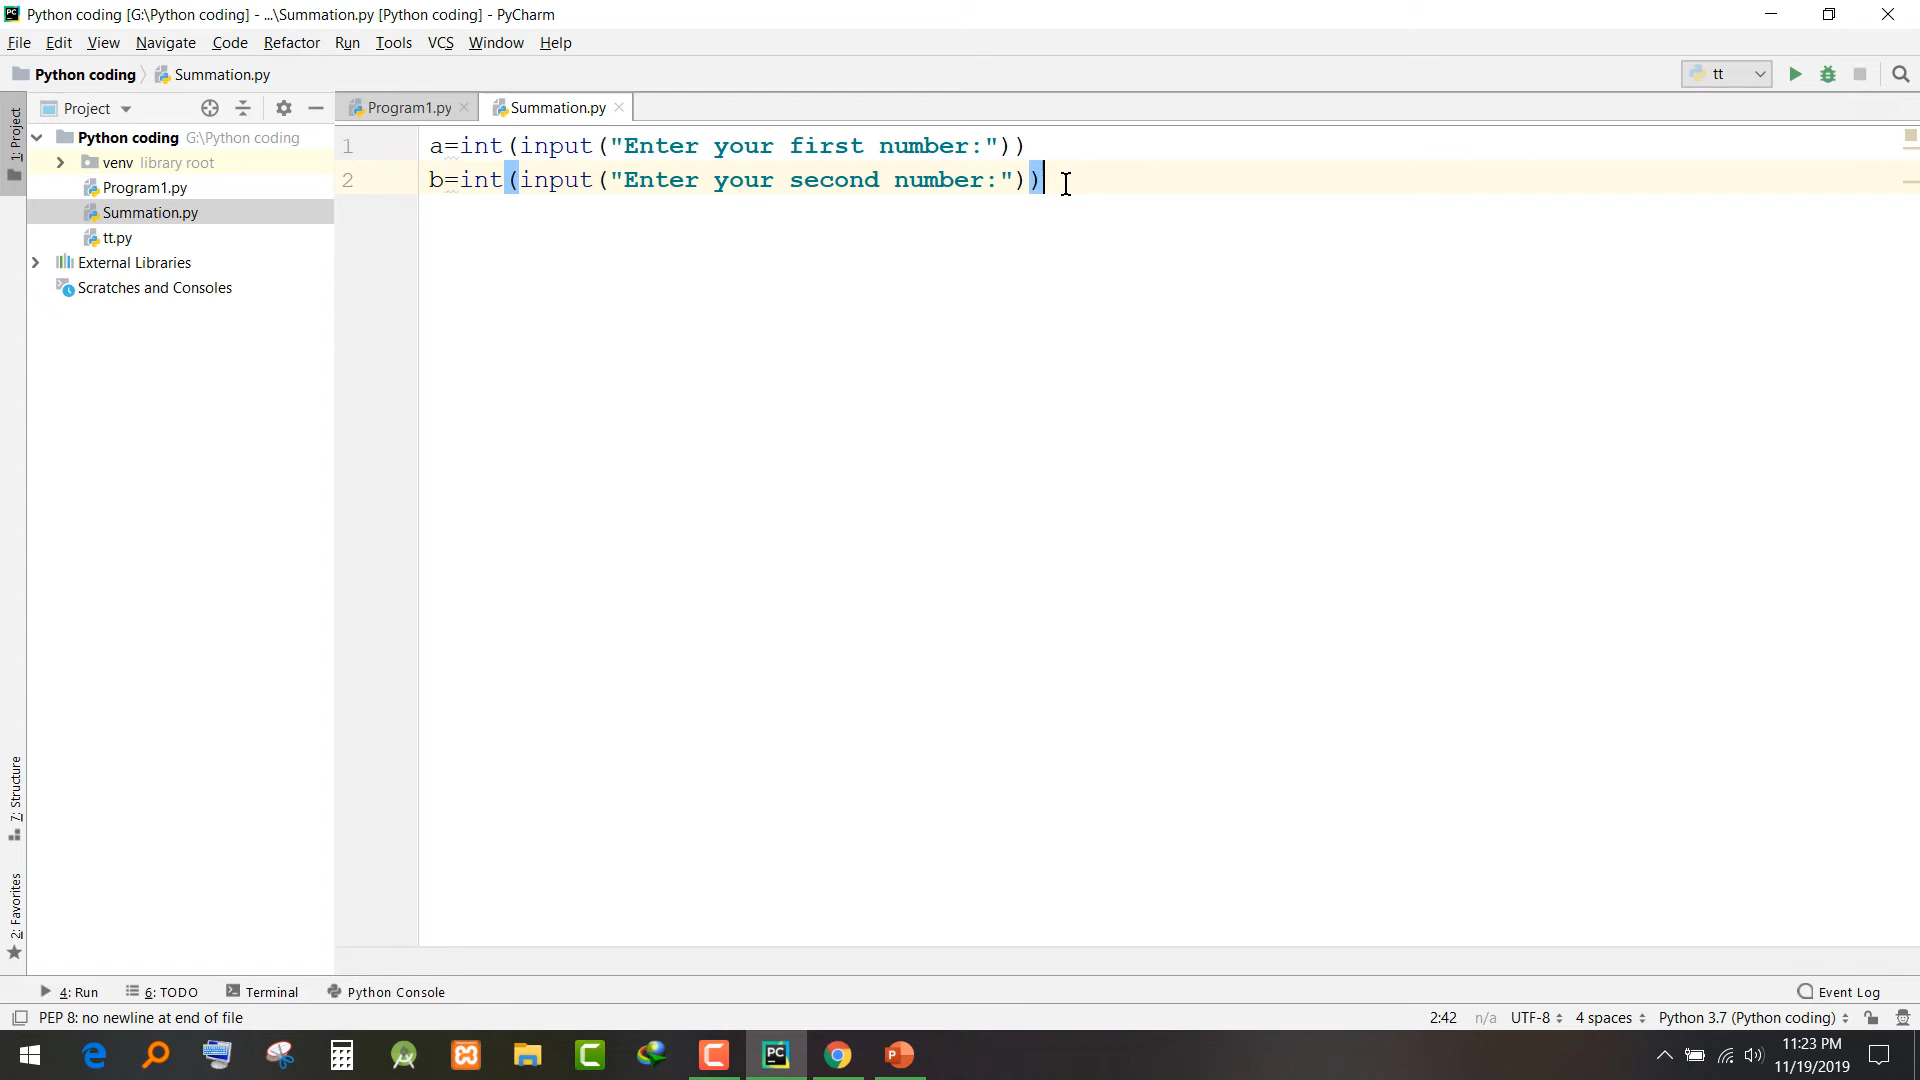 Python coding [G:\Python coding] - ...\Summation.py [Python coding] - PyCharm
File Edit View Navigate Code Refactor Run Tools VCS Window Help
Python coding Summation.py tt
1: Project
Project
Program1.py
Summation.py
Python coding G:\Python coding
venv library root
Program1.py
Summation.py
tt.py
External Libraries
Scratches and Consoles
1 a=int(input("Enter your first number:"))
2 b=int(input("Enter your second number:"))
7: Structure
2: Favorites
4: Run 6: TODO Terminal Python Console Event Log
PEP 8: no newline at end of file 2:42 n/a UTF-8 4 spaces Python 3.7 (Python coding)
11:23 PM
11/19/2019